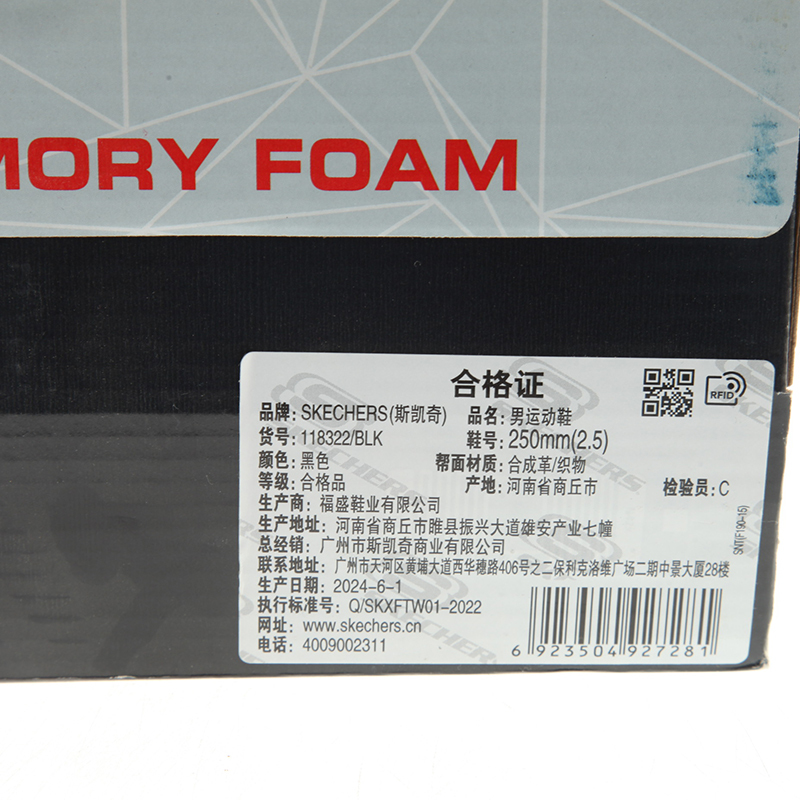 MORY FOAM
合格证
RFID
品牌: SKECHERS(斯凯奇) 品名: 男运动鞋
货号: 118322/BLK 鞋号: 250mm(2.5)
颜色: 黑色 帮面材质: 合成革/织物
等级: 合格品 产地: 河南省商丘市 检验员: C
生产商: 福盛鞋业有限公司
生产地址: 河南省商丘市睢县振兴大道雄安产业七幢
总经销: 广州市斯凯奇商业有限公司
联系地址: 广州市天河区黄埔大道西华穗路406号之二保利克洛维广场二期中景大厦28楼
生产日期: 2024-6-1
执行标准号: Q/SKXFTW01-2022
网址: www.skechers.cn
电话: 4009002311
6 923504 927281
SKECHERS